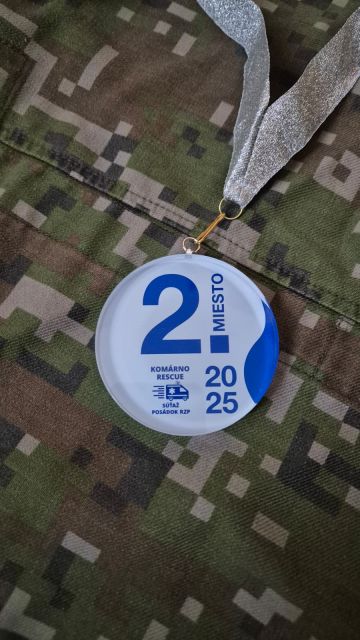 2.
MIESTO
KOMÁRNO
RESCUE
SÚŤAŽ
POSÁDOK RZP
20
25